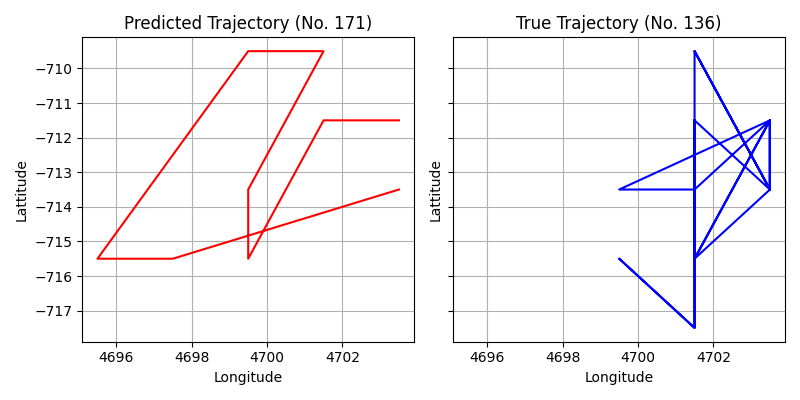 Predicted Trajectory (No. 171)
−710
−711
−712
−713
−714
−715
−716
−717
Lattitude
4696 4698 4700 4702
Longitude
True Trajectory (No. 136)
Lattitude
4696 4698 4700 4702
Longitude